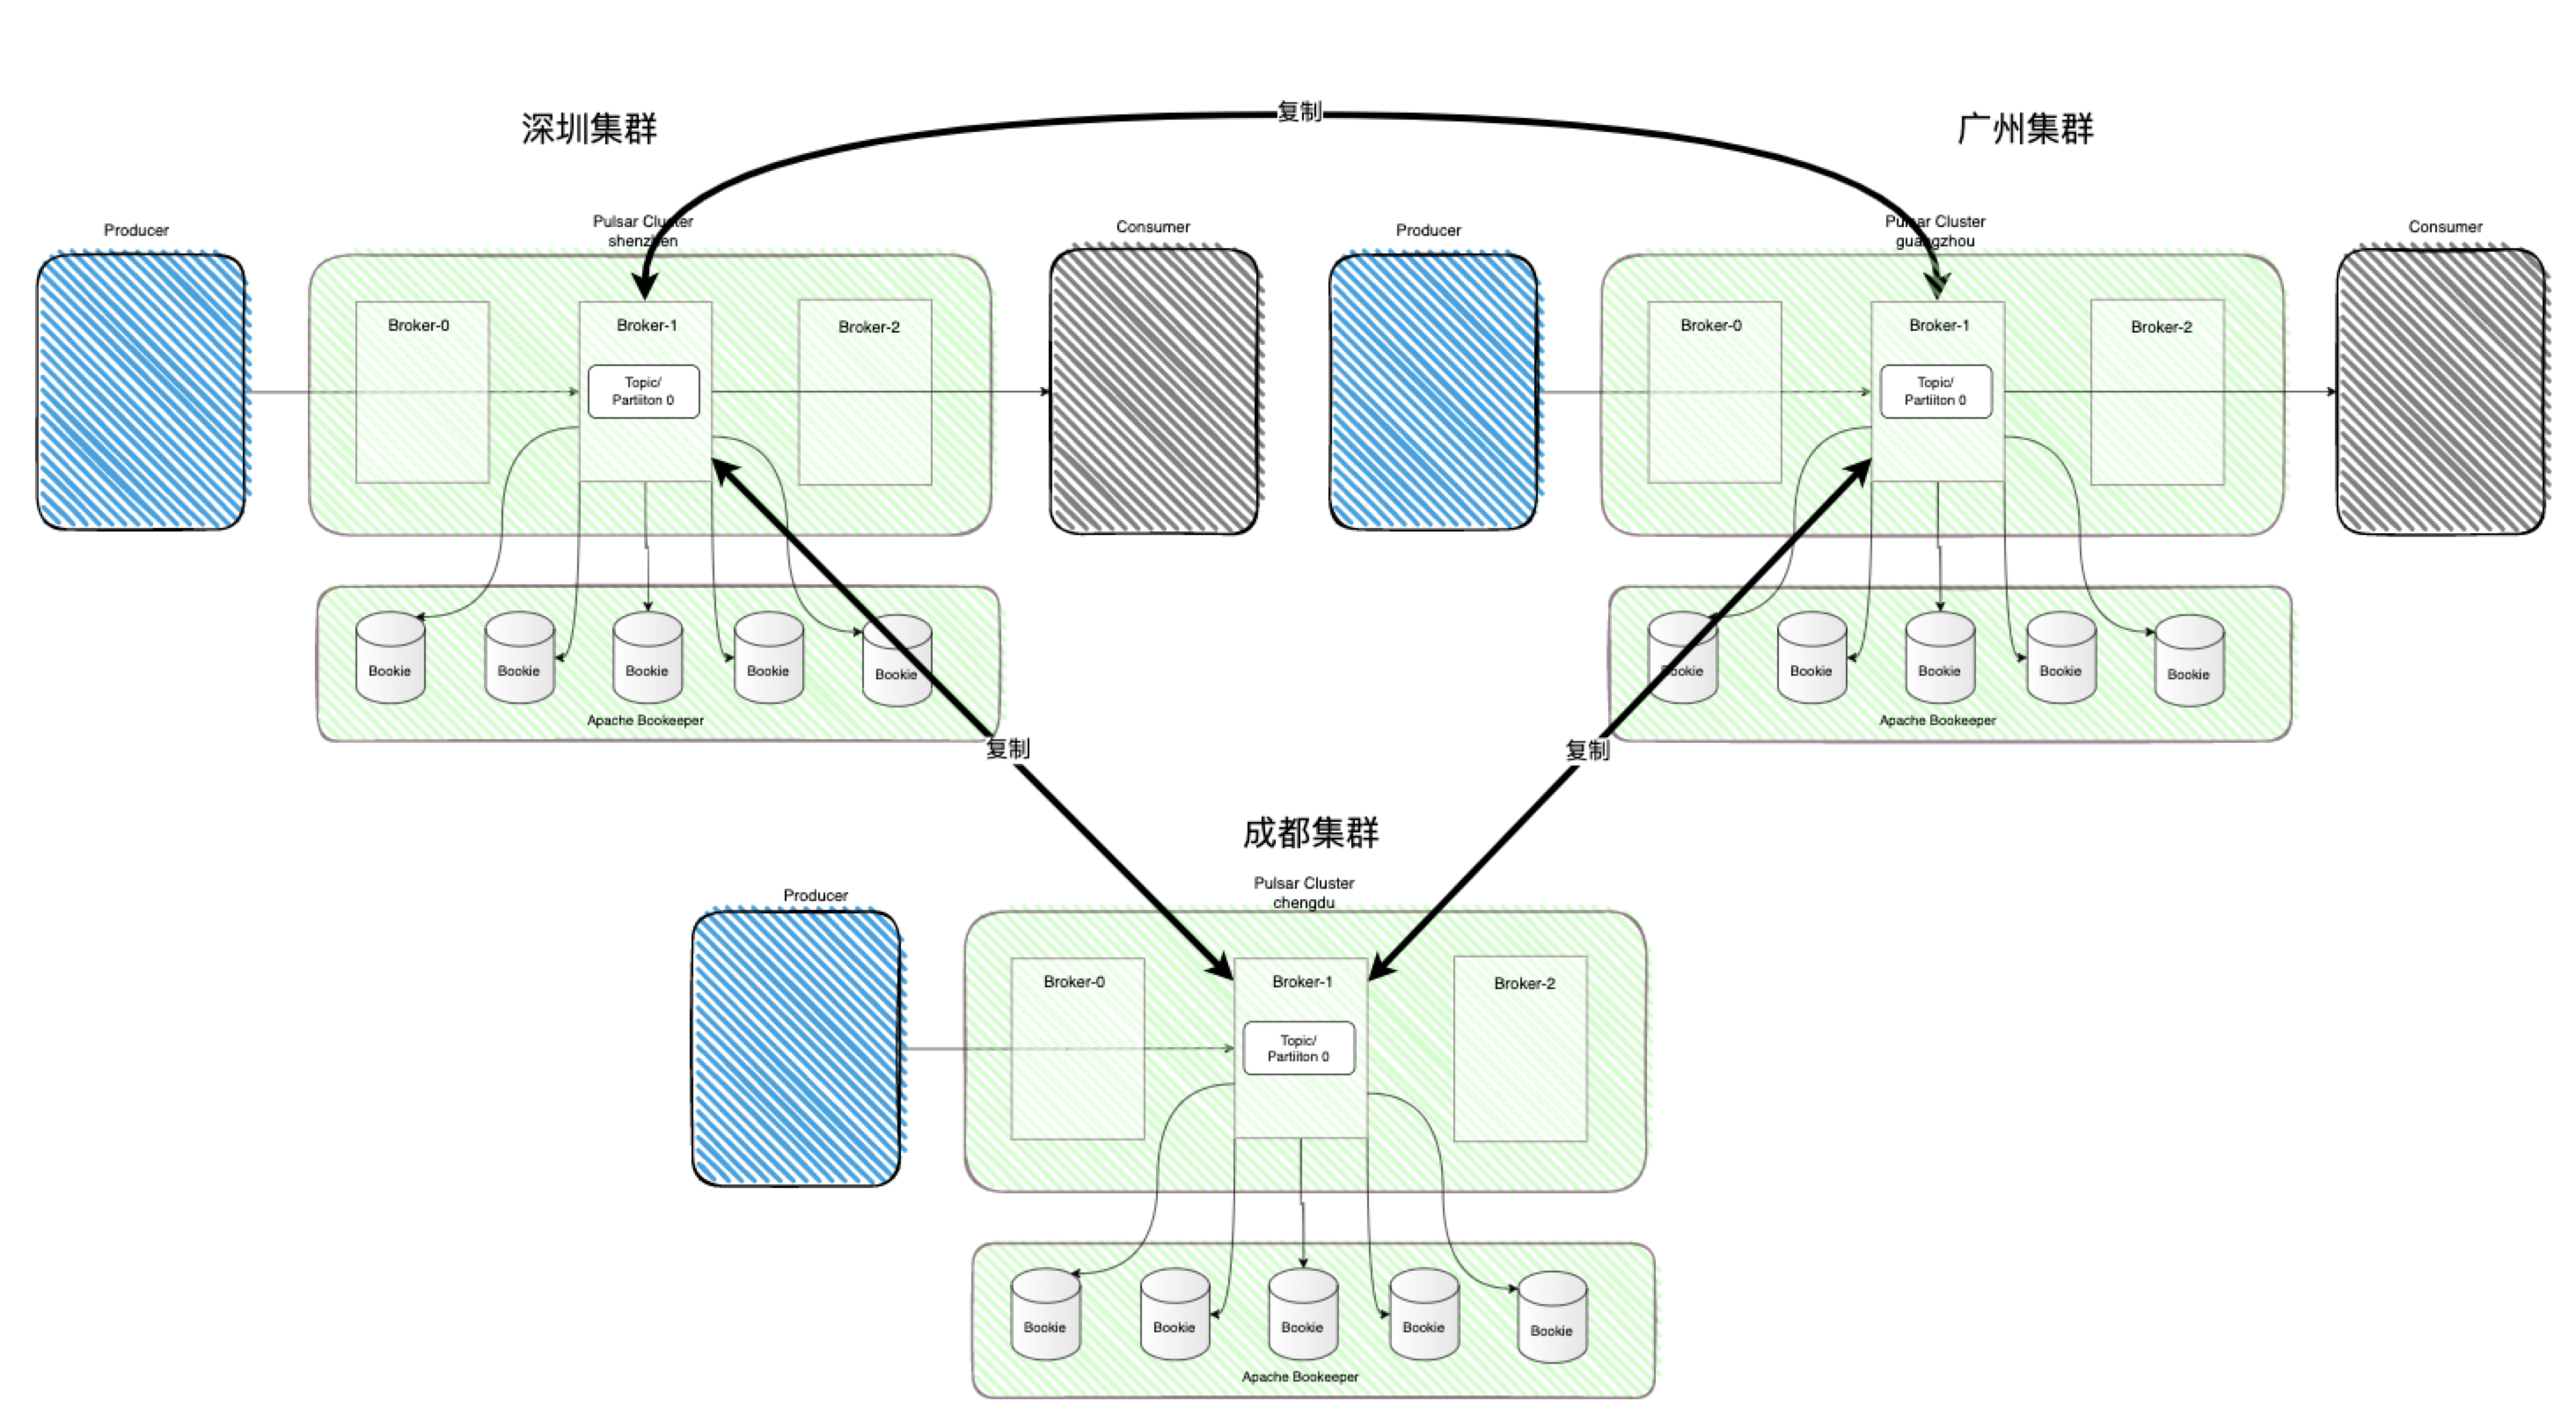 复制
深圳集群
广州集群
Producer
Pulsar Cluster
shenzhen
Consumer
Producer
Pulsar Cluster
guangzhou
Consumer
Broker-0
Broker-1
Broker-2
Topic/
Partiiton 0
Broker-0
Broker-1
Broker-2
Topic/
Partiiton 0
Bookie
Bookie
Bookie
Bookie
Bookie
Apache Bookeeper
Bookie
Bookie
Bookie
Bookie
Bookie
Apache Bookeeper
复制
复制
成都集群
Producer
Pulsar Cluster
chengdu
Broker-0
Broker-1
Broker-2
Topic/
Partiiton 0
Bookie
Bookie
Bookie
Bookie
Bookie
Apache Bookeeper